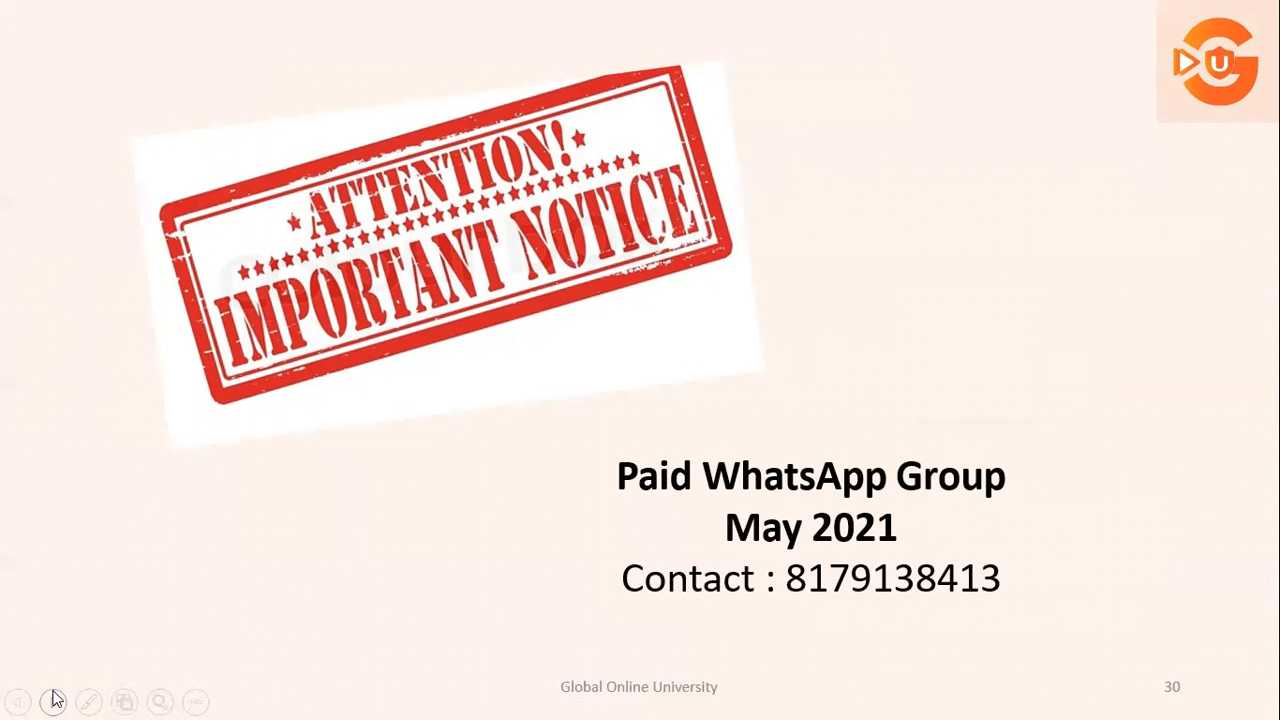 U
ATTENTION!
IMPORTANT NOTICE
Paid WhatsApp Group
May 2021
Contact : 8179138413
Global Online University
30